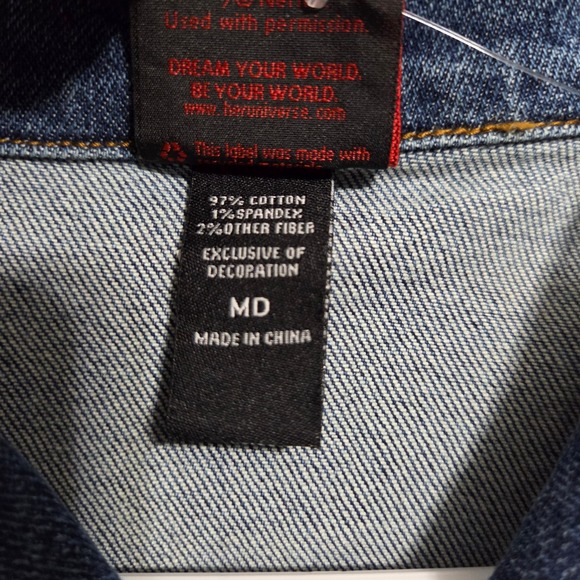 Used with permission.
DREAM YOUR WORLD.
BE YOUR WORLD.
www.heruniverse.com
This label was made with
97% COTTON
1%SPANDEX
2%OTHER FIBER
EXCLUSIVE OF
DECORATION
MD
MADE IN CHINA